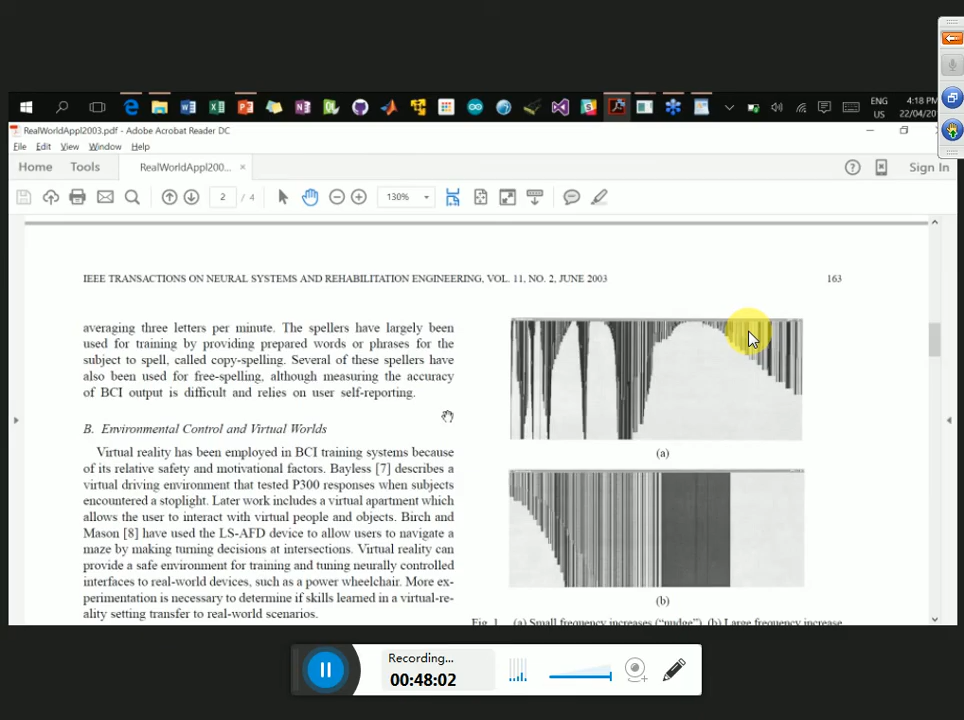 ENG
US
4:18 PM
22/04/20
RealWorldAppl2003.pdf - Adobe Acrobat Reader DC
File Edit View Window Help
Home Tools RealWorldAppl200... ×
Sign In
2 / 4
130%
IEEE TRANSACTIONS ON NEURAL SYSTEMS AND REHABILITATION ENGINEERING, VOL. 11, NO. 2, JUNE 2003
163
averaging three letters per minute. The spellers have largely been
used for training by providing prepared words or phrases for the
subject to spell, called copy-spelling. Several of these spellers have
also been used for free-spelling, although measuring the accuracy
of BCI output is difficult and relies on user self-reporting.
B. Environmental Control and Virtual Worlds
Virtual reality has been employed in BCI training systems because
of its relative safety and motivational factors. Bayless [7] describes a
virtual driving environment that tested P300 responses when subjects
encountered a stoplight. Later work includes a virtual apartment which
allows the user to interact with virtual people and objects. Birch and
Mason [8] have used the LS-AFD device to allow users to navigate a
maze by making turning decisions at intersections. Virtual reality can
provide a safe environment for training and tuning neurally controlled
interfaces to real-world devices, such as a power wheelchair. More ex-
perimentation is necessary to determine if skills learned in a virtual-re-
ality setting transfer to real-world scenarios.
(a)
(b)
Fig. 1. (a) Small frequency increases ("nudge"). (b) Large frequency increase
Recording...
00:48:02